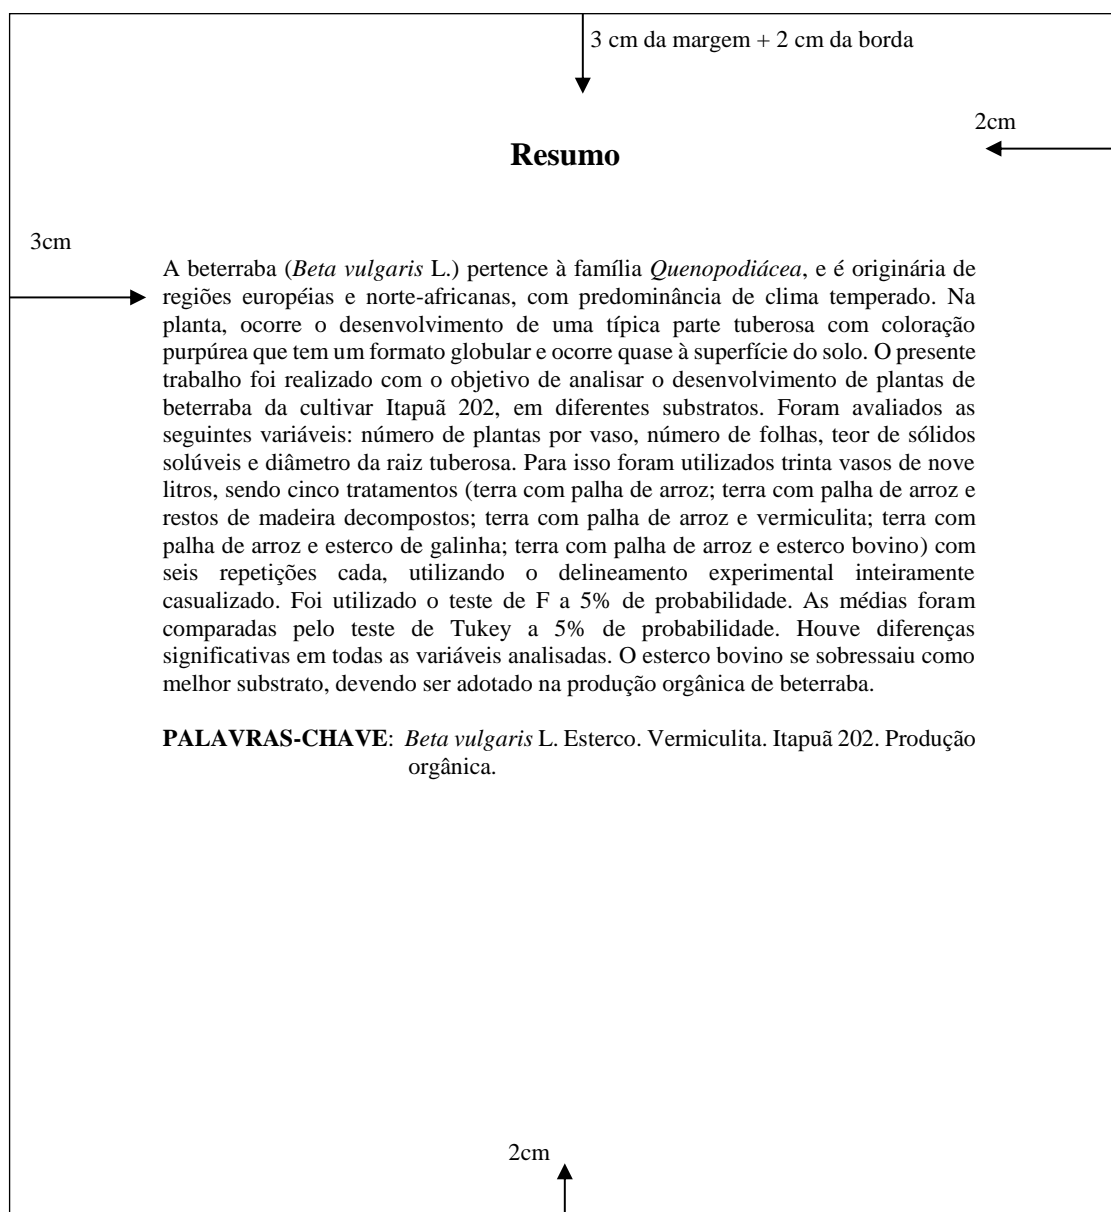 3 cm da margem + 2 cm da borda
2cm
Resumo
3cm
A beterraba (Beta vulgaris L.) pertence à família Quenopodiácea, e é originária de
regiões européias e norte-africanas, com predominância de clima temperado. Na
planta, ocorre o desenvolvimento de uma típica parte tuberosa com coloração
purpúrea que tem um formato globular e ocorre quase à superfície do solo. O presente
trabalho foi realizado com o objetivo de analisar o desenvolvimento de plantas de
beterraba da cultivar Itapuã 202, em diferentes substratos. Foram avaliados as
seguintes variáveis: número de plantas por vaso, número de folhas, teor de sólidos
solúveis e diâmetro da raiz tuberosa. Para isso foram utilizados trinta vasos de nove
litros, sendo cinco tratamentos (terra com palha de arroz; terra com palha de arroz e
restos de madeira decompostos; terra com palha de arroz e vermiculita; terra com
palha de arroz e esterco de galinha; terra com palha de arroz e esterco bovino) com
seis repetições cada, utilizando o delineamento experimental inteiramente
casualizado. Foi utilizado o teste de F a 5% de probabilidade. As médias foram
comparadas pelo teste de Tukey a 5% de probabilidade. Houve diferenças
significativas em todas as variáveis analisadas. O esterco bovino se sobressaiu como
melhor substrato, devendo ser adotado na produção orgânica de beterraba.
PALAVRAS-CHAVE: Beta vulgaris L. Esterco. Vermiculita. Itapuã 202. Produção
orgânica.
2cm